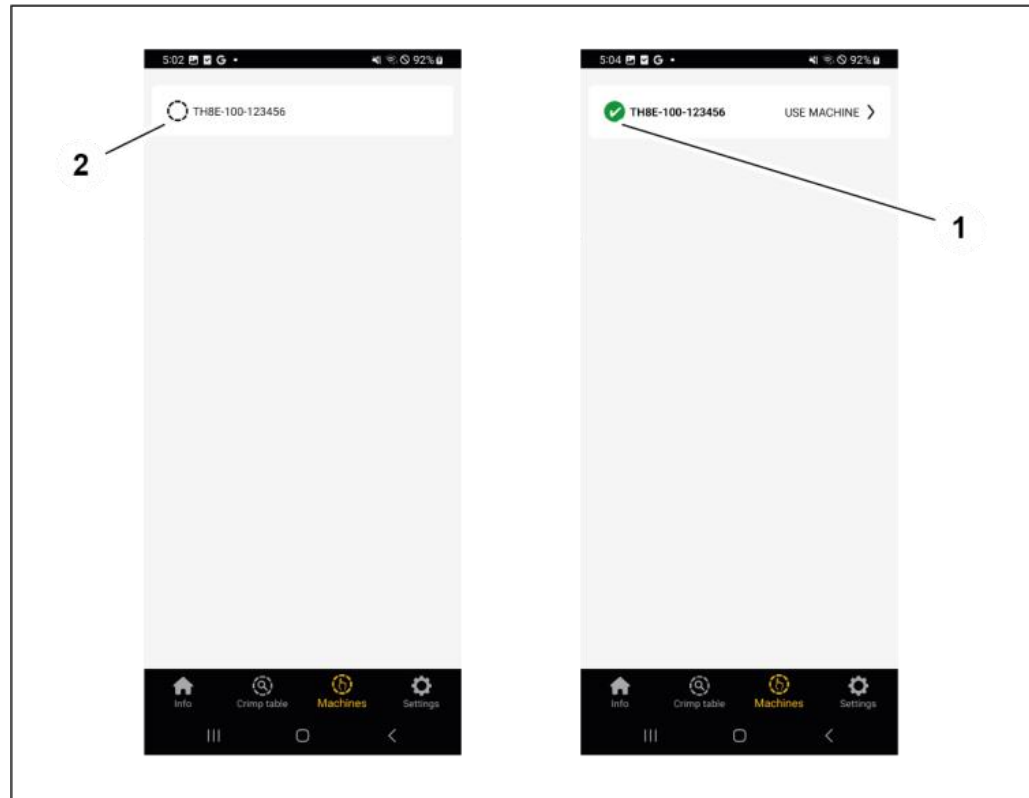 5:02 G 92%
TH8E-100-123456
2
Info Crimp table Machines Settings
5:04 G 92%
TH8E-100-123456 USE MACHINE
1
Info Crimp table Machines Settings